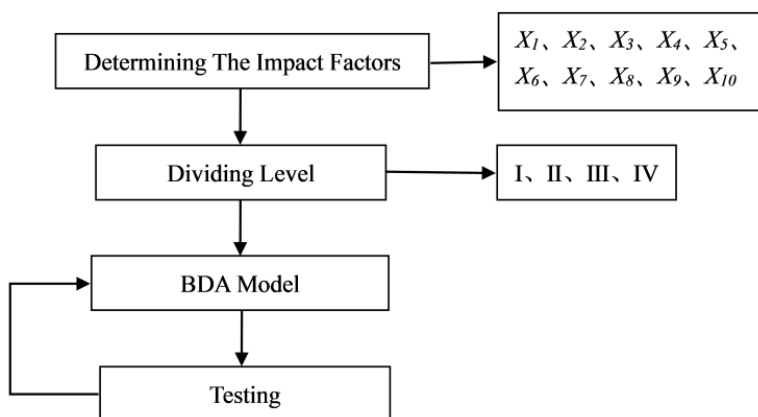 Determining The Impact Factors
X₁、X₂、X₃、X₄、X₅、
X₆、X₇、X₈、X₉、X₁₀
Dividing Level
I、II、III、IV
BDA Model
Testing